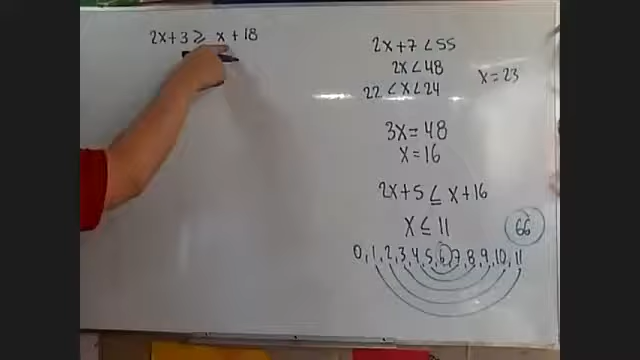 2x+3 ≥ x+18
2x+7 < 55
2x < 48
22 < x < 24
x = 23
3x = 48
x = 16
2x+5 ≤ x+16
x ≤ 11
66
0,1,2,3,4,5,6,7,8,9,10,11